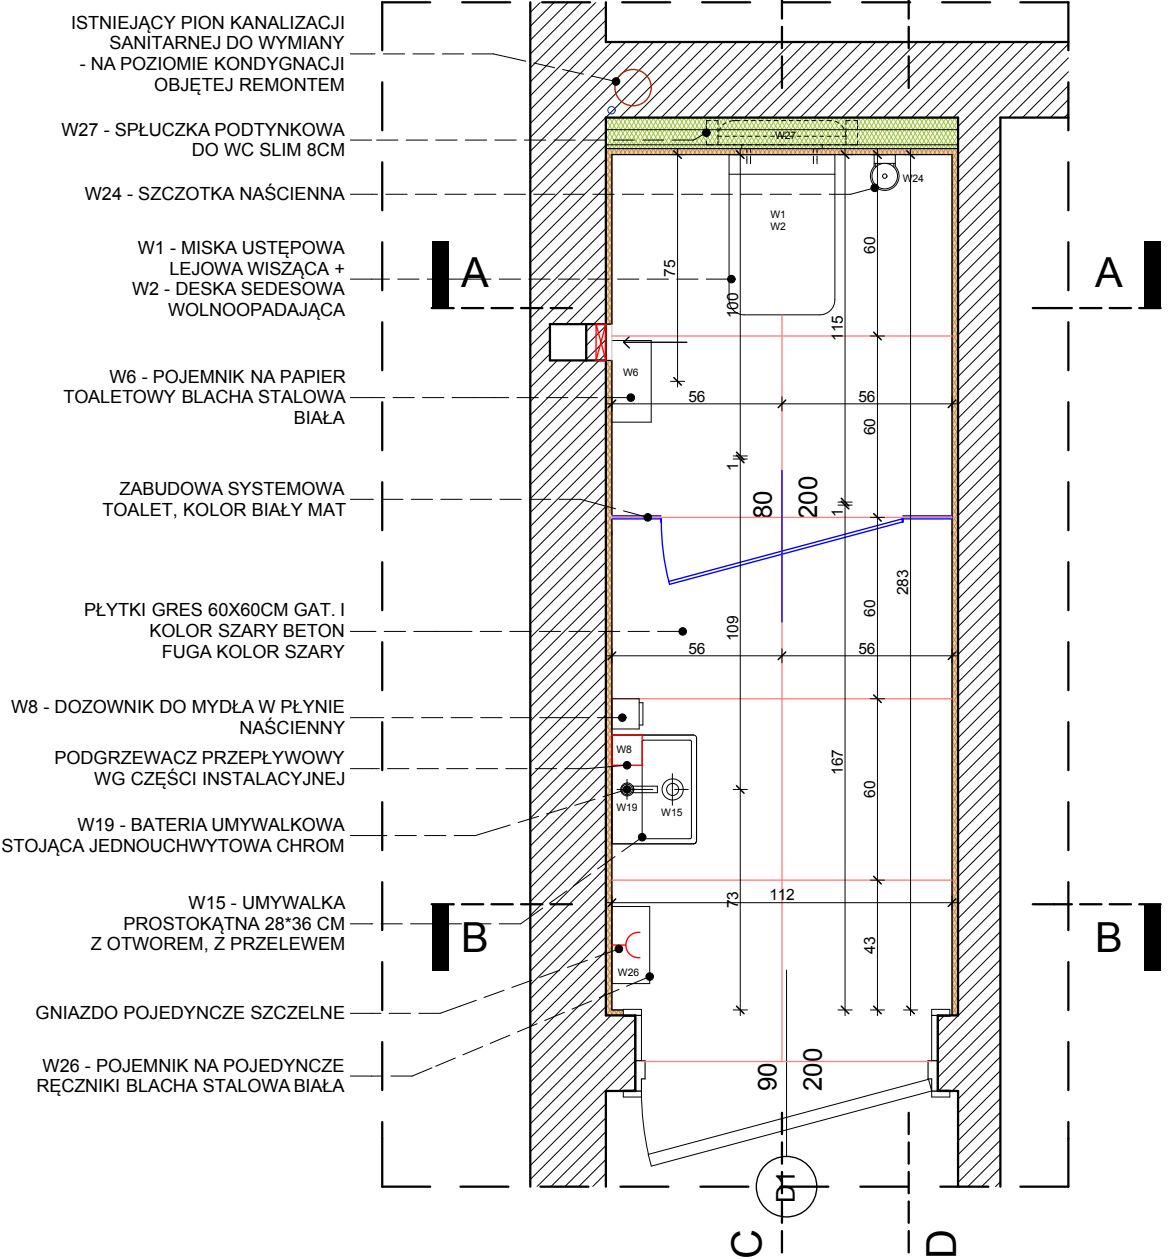 ISTNIEJĄCY PION KANALIZACJI
SANITARNEJ DO WYMIANY
- NA POZIOMIE KONDYGNACJI
OBJĘTEJ REMONTEM
W27 - SPŁUCZKA PODTYNKOWA
DO WC SLIM 8CM
W24 - SZCZOTKA NAŚCIENNA
W1 - MISKA USTĘPOWA
LEJOWA WISZĄCA +
W2 - DESKA SEDESOWA
WOLNOOPADAJĄCA
W6 - POJEMNIK NA PAPIER
TOALETOWY BLACHA STALOWA
BIAŁA
ZABUDOWA SYSTEMOWA
TOALET, KOLOR BIAŁY MAT
PŁYTKI GRES 60X60CM GAT. I
KOLOR SZARY BETON
FUGA KOLOR SZARY
W8 - DOZOWNIK DO MYDŁA W PŁYNIE
NAŚCIENNY
PODGRZEWACZ PRZEPŁYWOWY
WG CZĘŚCI INSTALACYJNEJ
W19 - BATERIA UMYWALKOWA
STOJĄCA JEDNOUCHWYTOWA CHROM
W15 - UMYWALKA
PROSTOKĄTNA 28*36 CM
Z OTWOREM, Z PRZELEWEM
GNIAZDO POJEDYNCZE SZCZELNE
W26 - POJEMNIK NA POJEDYNCZE
RĘCZNIKI BLACHA STALOWA BIAŁA
W27
W24
W1
W2
60
A
A
75
100
115
W6
56
56
60
1
80
200
1
283
60
109
56
56
W8
167
60
W19
W15
112
73
B
B
43
W26
90
200
D1
C
D